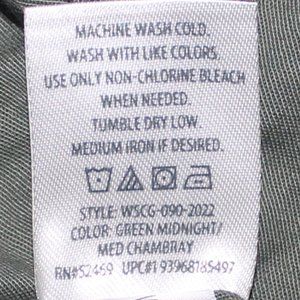 MACHINE WASH COLD.
WASH WITH LIKE COLORS.
USE ONLY NON-CHLORINE BLEACH
WHEN NEEDED.
TUMBLE DRY LOW.
MEDIUM IRON IF DESIRED.
STYLE: WSCG-090-2022
COLOR: GREEN MIDNIGHT/
MED CHAMBRAY
RN#52469 UPC#193968185497